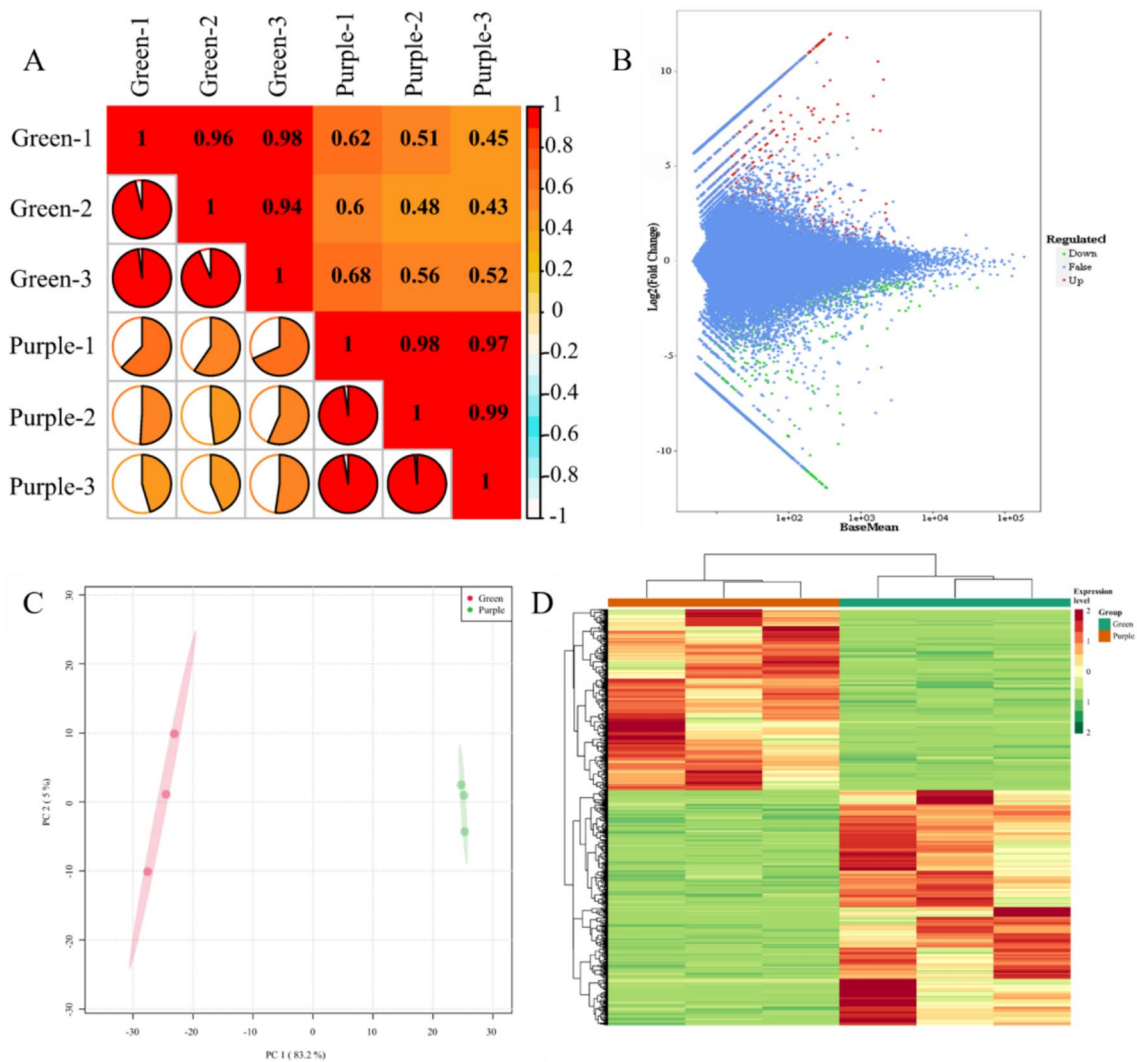 A
Green-1
Green-2
Green-3
Purple-1
Purple-2
Purple-3
Green-1 1 0.96 0.98 0.62 0.51 0.45
Green-2 1 0.94 0.6 0.48 0.43
Green-3 1 0.68 0.56 0.52
Purple-1 1 0.98 0.97
Purple-2 1 0.99
Purple-3 1
1
0.8
0.6
0.4
0.2
0
-0.2
-0.4
-0.6
-0.8
-1
B
Log2(Fold Change)
10
5
0
-5
-10
1e+02 1e+03 1e+04 1e+05
BaseMean
Regulated
Down
False
Up
C
Green
Purple
PC 2 ( 5 %)
30
20
10
0
-10
-20
-30
-30 -20 -10 0 10 20 30
PC 1 ( 83.2 %)
D
Expression
level
2
1
0
1
2
Group
Green
Purple